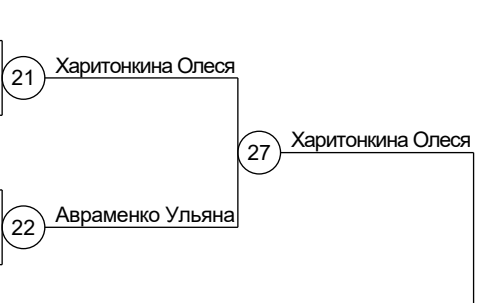 21 Харитонкина Олеся
27 Харитонкина Олеся
22 Авраменко Ульяна